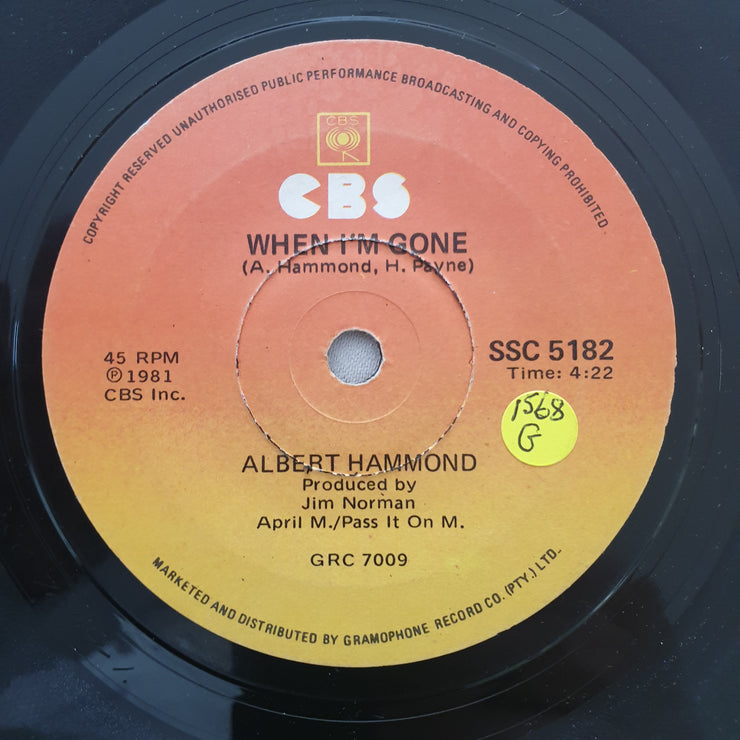 COPYRIGHT RESERVED UNAUTHORISED PUBLIC PERFORMANCE BROADCASTING AND COPYING PROHIBITED
CBS
CBS
WHEN I'M GONE
(A. Hammond, H. Payne)
45 RPM
℗ 1981
CBS Inc.
SSC 5182
Time: 4:22
1568
G
ALBERT HAMMOND
Produced by
Jim Norman
April M./Pass It On M.
GRC 7009
MARKETED AND DISTRIBUTED BY GRAMOPHONE RECORD CO. (PTY.) LTD.